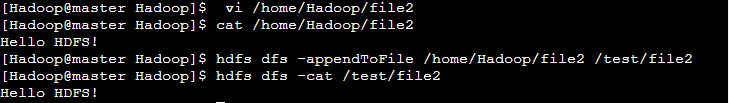 [Hadoop@master Hadoop]$  vi /home/Hadoop/file2
[Hadoop@master Hadoop]$ cat /home/Hadoop/file2
Hello HDFS!
[Hadoop@master Hadoop]$ hdfs dfs -appendToFile /home/Hadoop/file2 /test/file2
[Hadoop@master Hadoop]$ hdfs dfs -cat /test/file2
Hello HDFS!